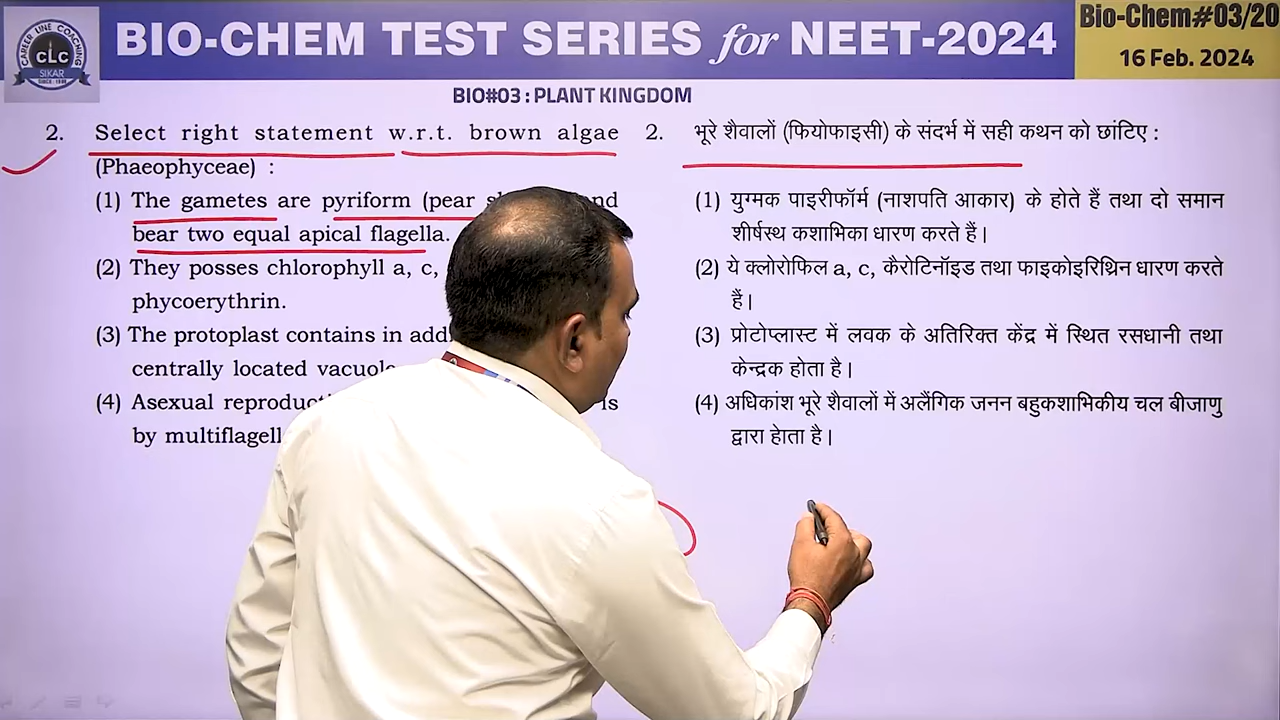 CAREER LINE COACHING
CLC
SIKAR
BIO-CHEM TEST SERIES for NEET-2024
Bio-Chem#03/20
16 Feb. 2024
BIO#03 : PLANT KINGDOM
2. Select right statement w.r.t. brown algae
(Phaeophyceae) :
(1) The gametes are pyriform (pear
bear two equal apical flagella.
(2) They posses chlorophyll a, c,
phycoerythrin.
(3) The protoplast contains in
centrally located
(4) Asexual is
by
2. भूरे शैवालों (फियोफाइसी) के संदर्भ में सही कथन को छांटिए :
(1) युग्मक पाइरीफॉर्म (नाशपति आकार) के होते हैं तथा दो समान
शीर्षस्थ कशाभिका धारण करते हैं।
(2) ये क्लोरोफिल a, c, कैरोटिनॉइड तथा फाइकोइरिथ्रिन धारण करते
हैं।
(3) प्रोटोप्लास्ट में लवक के अतिरिक्त केंद्र में स्थित रसधानी तथा
केन्द्रक होता है।
(4) अधिकांश भूरे शैवालों में अलैंगिक जनन बहुकशाभिकीय चल बीजाणु
द्वारा हेाता है।